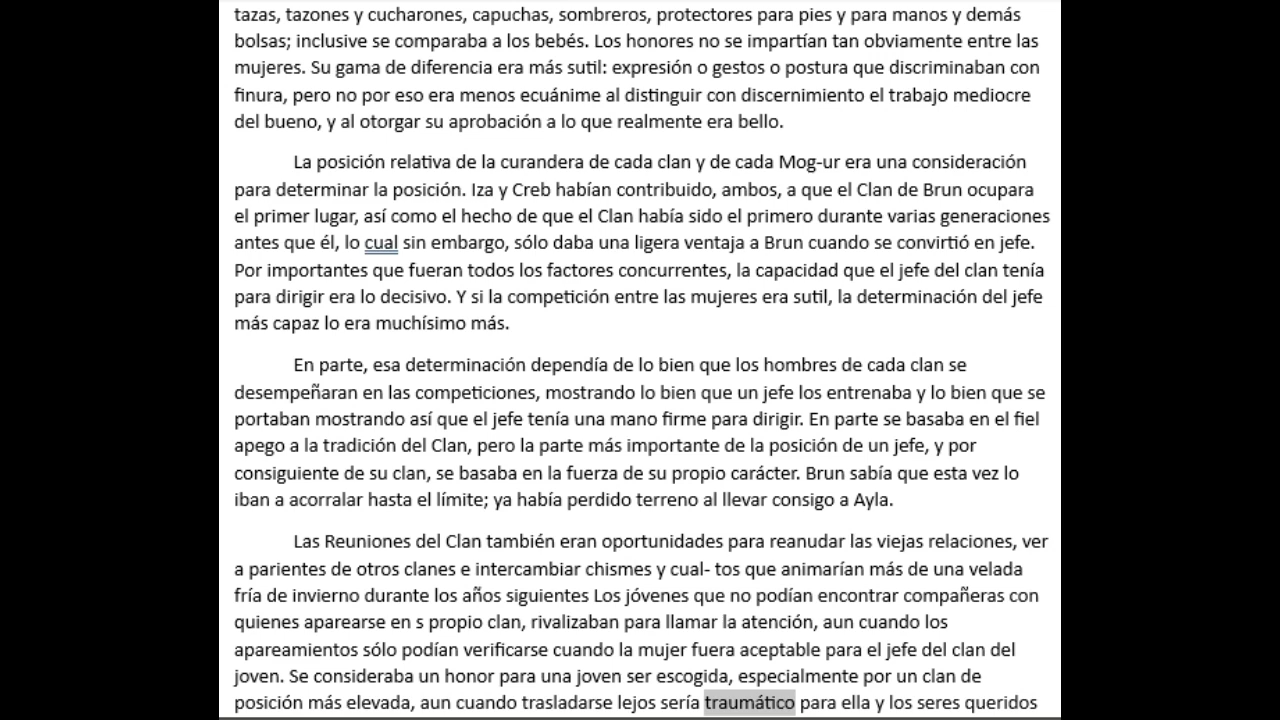 tazas, tazones y cucharones, capuchas, sombreros, protectores para pies y para manos y demás
bolsas; inclusive se comparaba a los bebés. Los honores no se impartían tan obviamente entre las
mujeres. Su gama de diferencia era más sutil: expresión o gestos o postura que discriminaban con
finura, pero no por eso era menos ecuánime al distinguir con discernimiento el trabajo mediocre
del bueno, y al otorgar su aprobación a lo que realmente era bello.
La posición relativa de la curandera de cada clan y de cada Mog-ur era una consideración
para determinar la posición. Iza y Creb habían contribuido, ambos, a que el Clan de Brun ocupara
el primer lugar, así como el hecho de que el Clan había sido el primero durante varias generaciones
antes que él, lo cual sin embargo, sólo daba una ligera ventaja a Brun cuando se convirtió en jefe.
Por importantes que fueran todos los factores concurrentes, la capacidad que el jefe del clan tenía
para dirigir era lo decisivo. Y si la competición entre las mujeres era sutil, la determinación del jefe
más capaz lo era muchísimo más.
En parte, esa determinación dependía de lo bien que los hombres de cada clan se
desempeñaran en las competiciones, mostrando lo bien que un jefe los entrenaba y lo bien que se
portaban mostrando así que el jefe tenía una mano firme para dirigir. En parte se basaba en el fiel
apego a la tradición del Clan, pero la parte más importante de la posición de un jefe, y por
consiguiente de su clan, se basaba en la fuerza de su propio carácter. Brun sabía que esta vez lo
iban a acorralar hasta el límite; ya había perdido terreno al llevar consigo a Ayla.
Las Reuniones del Clan también eran oportunidades para reanudar las viejas relaciones, ver
a parientes de otros clanes e intercambiar chismes y cual- tos que animarían más de una velada
fría de invierno durante los años siguientes Los jóvenes que no podían encontrar compañeras con
quienes aparearse en s propio clan, rivalizaban para llamar la atención, aun cuando los
apareamientos sólo podían verificarse cuando la mujer fuera aceptable para el jefe del clan del
joven. Se consideraba un honor para una joven ser escogida, especialmente por un clan de
posición más elevada, aun cuando trasladarse lejos sería traumático para ella y los seres queridos